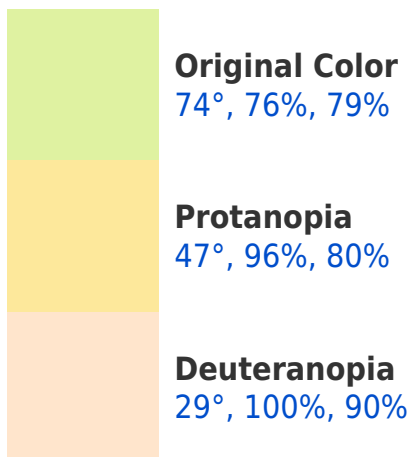 Original Color
74°, 76%, 79%
Protanopia
47°, 96%, 80%
Deuteranopia
29°, 100%, 90%